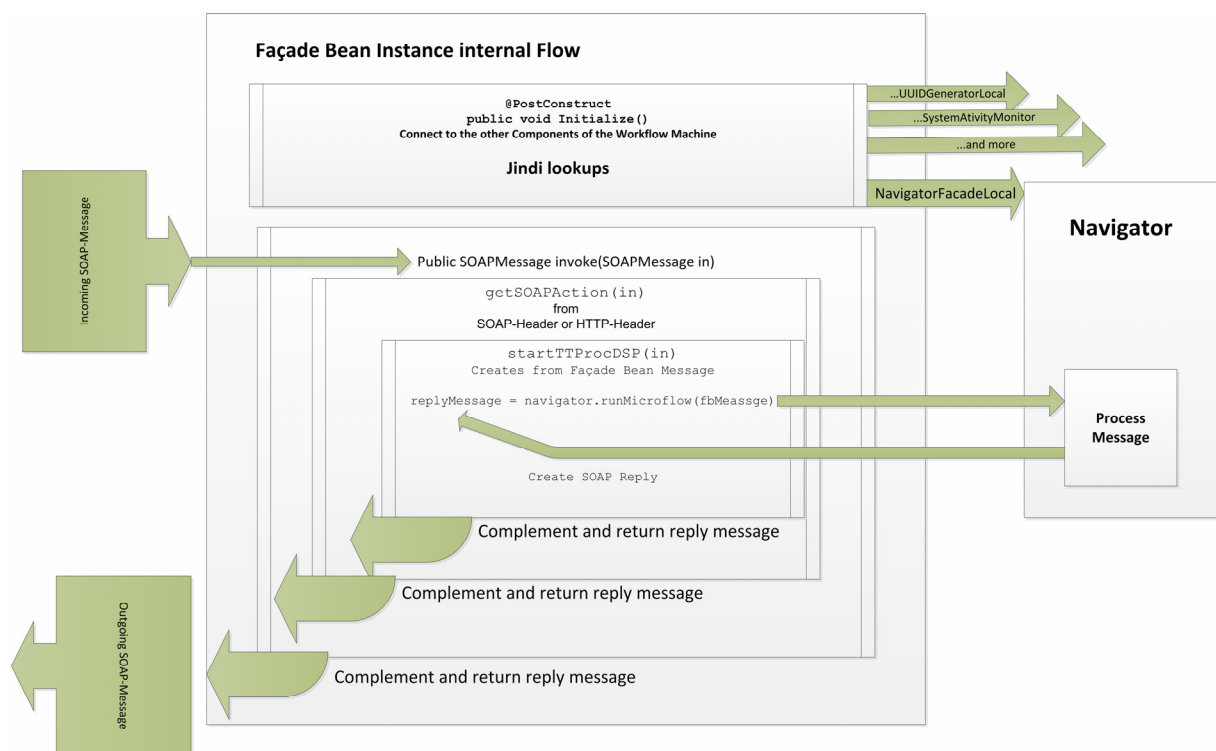 Façade Bean Instance internal Flow
@PostConstruct
public void Initialize()
Connect to the other Components of the Workflow Machine
Jindi lookups
...UUIDGeneratorLocal
...SystemAtivityMonitor
...and more
NavigatorFacadeLocal
Navigator
Incoming SOAP-Message
Public SOAPMessage invoke(SOAPMessage in)
getSOAPAction(in)
from
SOAP-Header or HTTP-Header
startTTProcDSP(in)
Creates from Façade Bean Message
replyMessage = navigator.runMicroflow(fbMeassge)
Process
Message
Create SOAP Reply
Complement and return reply message
Complement and return reply message
Outgoing SOAP-Message
Complement and return reply message